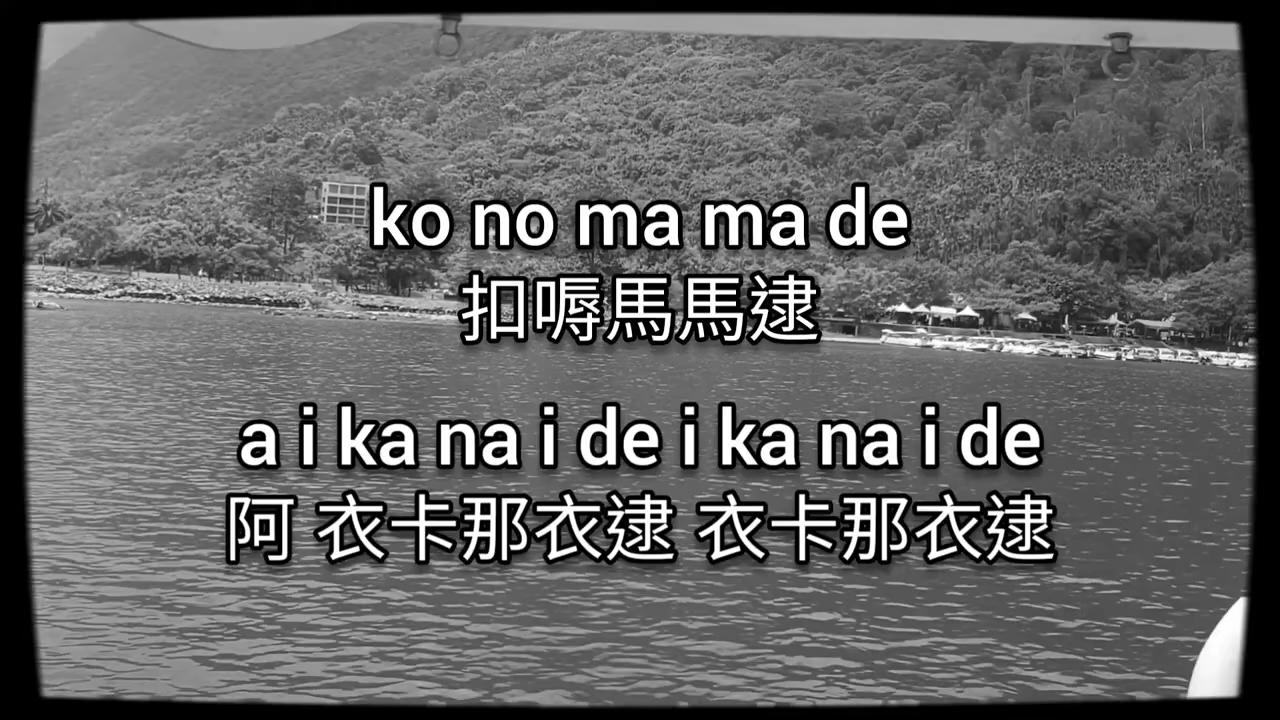 ko no ma ma de
扣嗕馬馬逮
a i ka na i de i ka na i de
阿 衣卡那衣逮 衣卡那衣逮